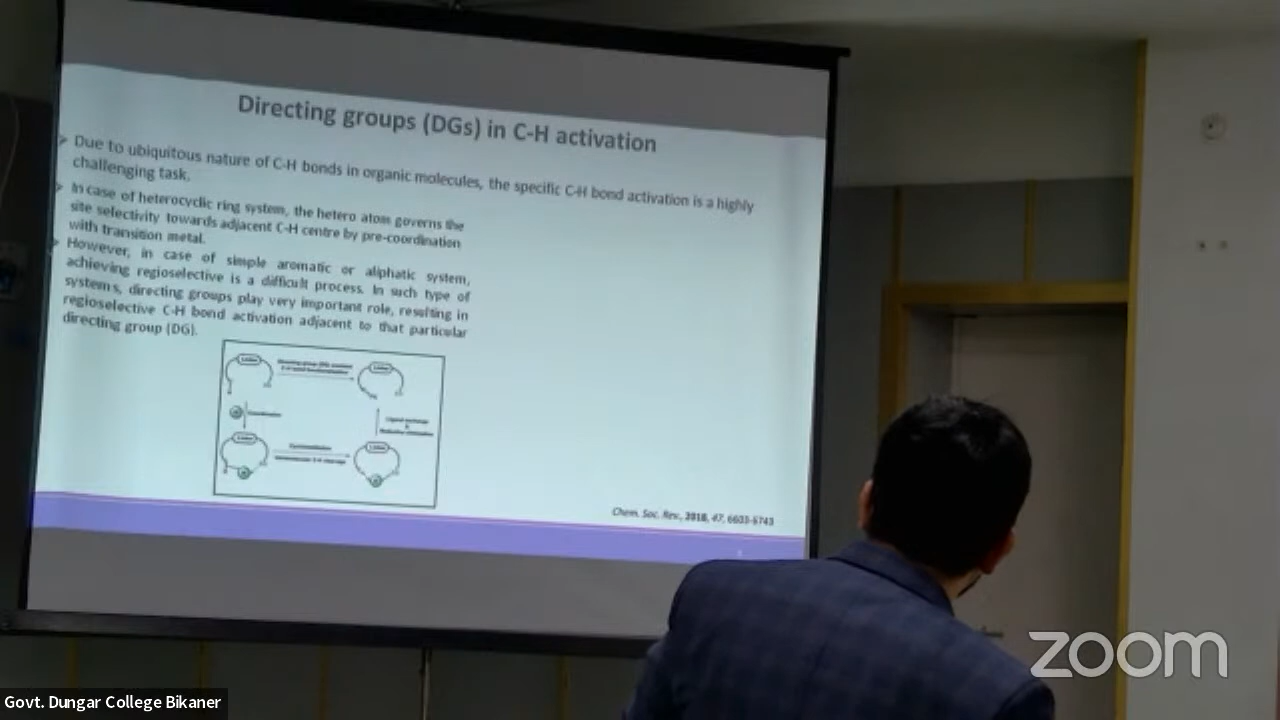 Directing groups (DGs) in C-H activation
Due to ubiquitous nature of C-H bonds in organic molecules, the specific C-H bond activation is a highly
challenging task.
In case of heterocyclic ring system, the hetero atom governs the
site selectivity towards adjacent C-H centre by pre-coordination
with transition metal.
However, in case of simple aromatic or aliphatic system,
achieving regioselective is a difficult process. In such type of
systems, directing groups play very important role, resulting in
regioselective C-H bond activation adjacent to that particular
directing group (DG).
Chem. Soc. Rev., 2018, 47, 6603-6743
zoom
Govt. Dungar College Bikaner